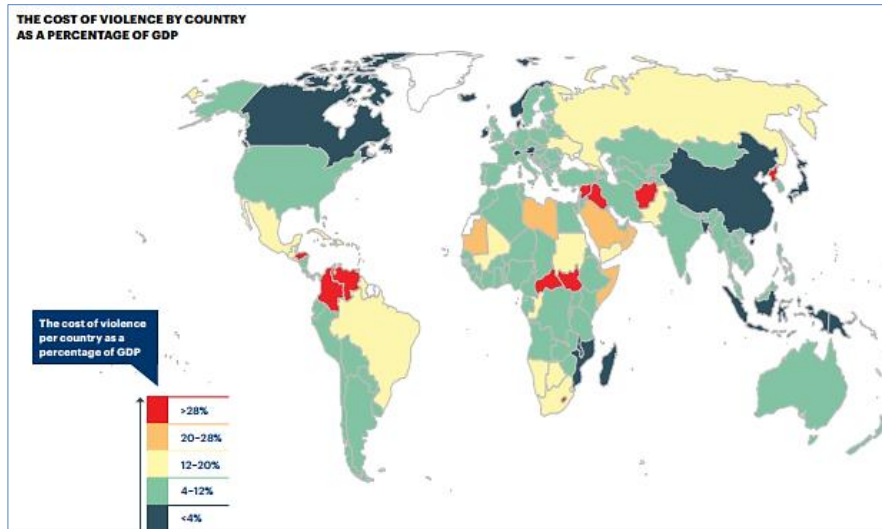 THE COST OF VIOLENCE BY COUNTRY
AS A PERCENTAGE OF GDP
The cost of violence
per country as a
percentage of GDP
>28%
20-28%
12-20%
4-12%
<4%